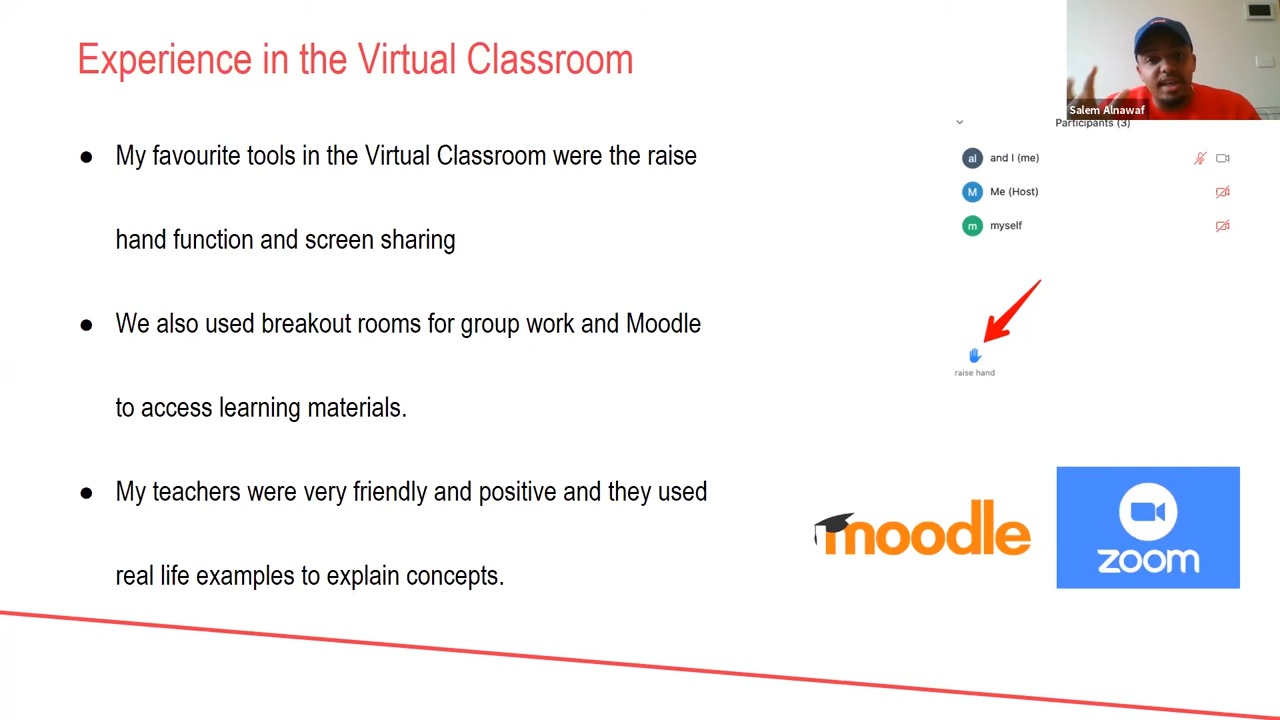 Experience in the Virtual Classroom
Salem Alnawaf
Participants (3)
● My favourite tools in the Virtual Classroom were the raise
hand function and screen sharing
al and I (me)
M Me (Host)
m myself
● We also used breakout rooms for group work and Moodle
to access learning materials.
raise hand
● My teachers were very friendly and positive and they used
real life examples to explain concepts.
moodle
zoom